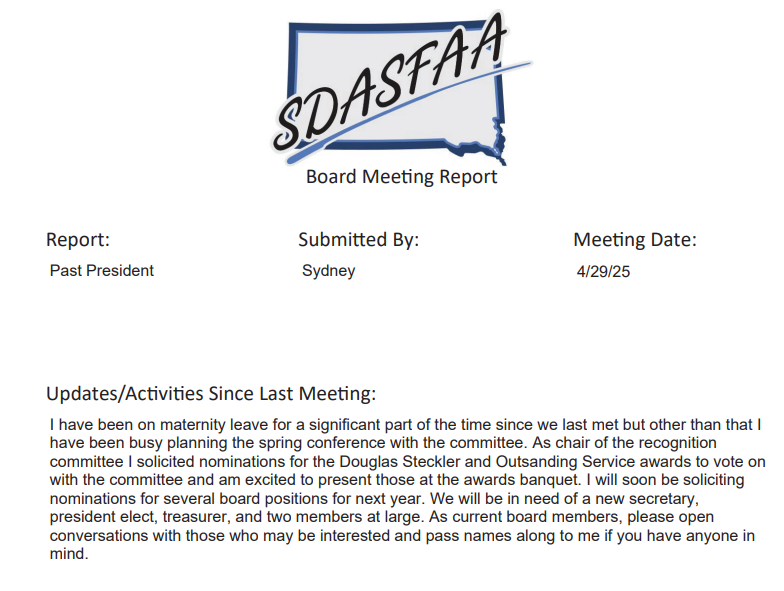 SDASFAA
Board Meeting Report
Report:
Submitted By:
Meeting Date:
Past President
Sydney
4/29/25
Updates/Activities Since Last Meeting:
I have been on maternity leave for a significant part of the time since we last met but other than that I
have been busy planning the spring conference with the committee. As chair of the recognition
committee I solicited nominations for the Douglas Steckler and Outsanding Service awards to vote on
with the committee and am excited to present those at the awards banquet. I will soon be soliciting
nominations for several board positions for next year. We will be in need of a new secretary,
president elect, treasurer, and two members at large. As current board members, please open
conversations with those who may be interested and pass names along to me if you have anyone in
mind.